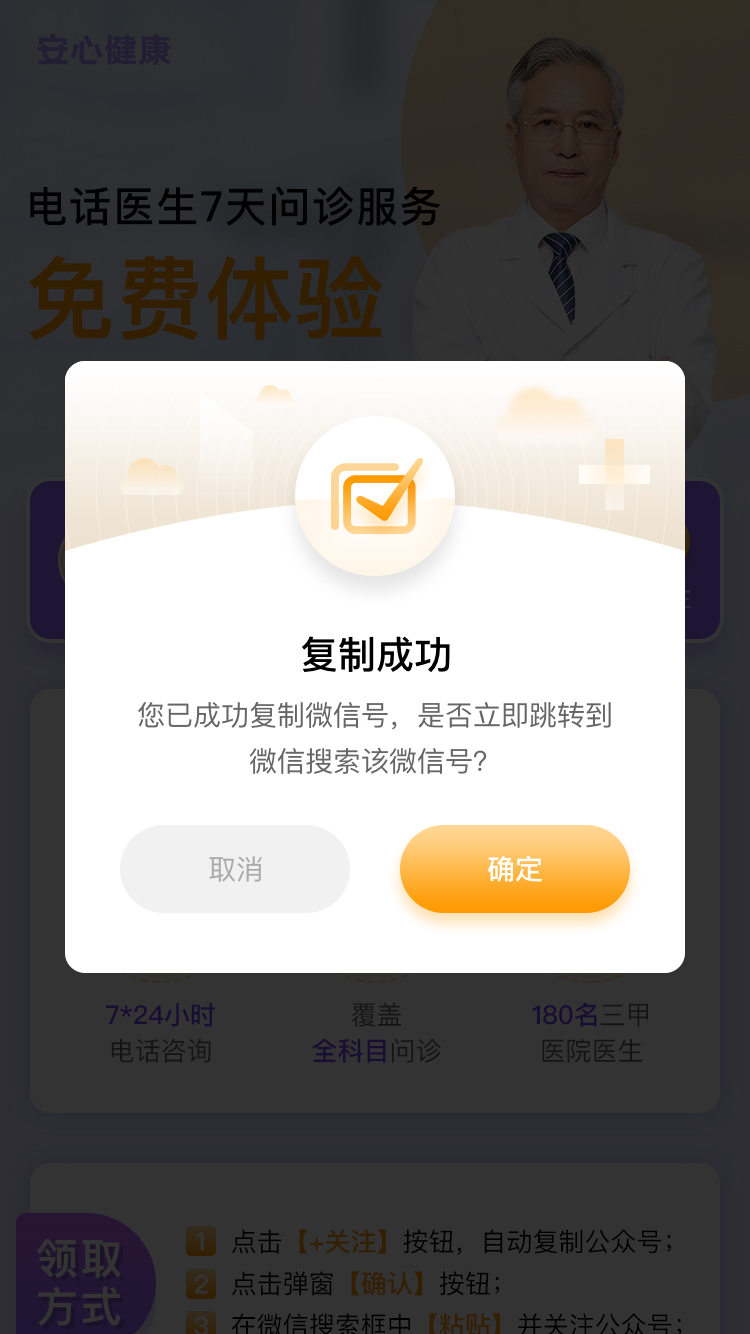 安心健康
电话医生7天问诊服务
免费体验
复制成功
您已成功复制微信号，是否立即跳转到
微信搜索该微信号？
取消
确定
7*24小时
电话咨询
覆盖
全科目问诊
180名三甲
医院医生
领取
方式
1 点击【+关注】按钮，自动复制公众号；
2 点击弹窗【确认】按钮；
3 在微信搜索框中【粘贴】并关注公众号；